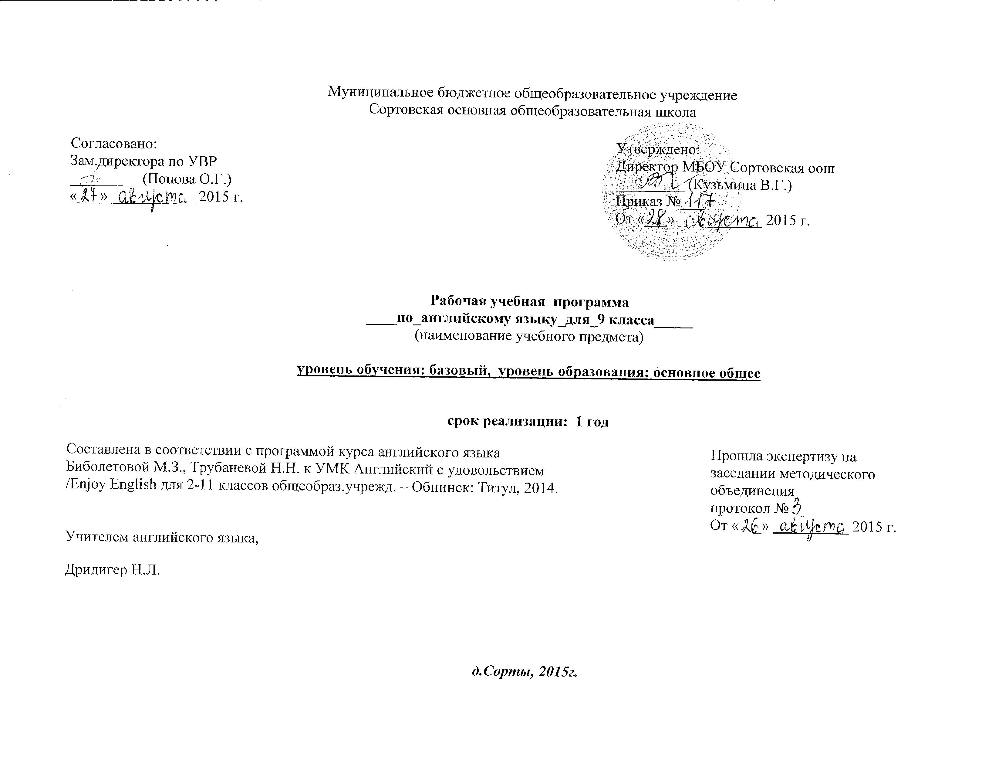 Муниципальное бюджетное общеобразовательное учреждение
Сортовская основная общеобразовательная школа
Согласовано:
Зам.директора по УВР
(Попова О.Г.)
«27» августа 2015 г.
Утверждено:
Директор МБОУ Сортовская оош
(Кузьмина В.Г.)
Приказ № 117
От «28» августа 2015 г.
Рабочая учебная программа
____по_английскому языку_для_9 класса_____
(наименование учебного предмета)
уровень обучения: базовый, уровень образования: основное общее
срок реализации: 1 год
Составлена в соответствии с программой курса английского языка
Биболетовой М.З., Трубаневой Н.Н. к УМК Английский с удовольствием
/Enjoy English для 2-11 классов общеобраз.учрежд. – Обнинск: Титул, 2014.
Прошла экспертизу на
заседании методического
объединения
протокол № 3
От «26» августа 2015 г.
Учителем английского языка,
Дридигер Н.Л.
д.Сорты, 2015г.